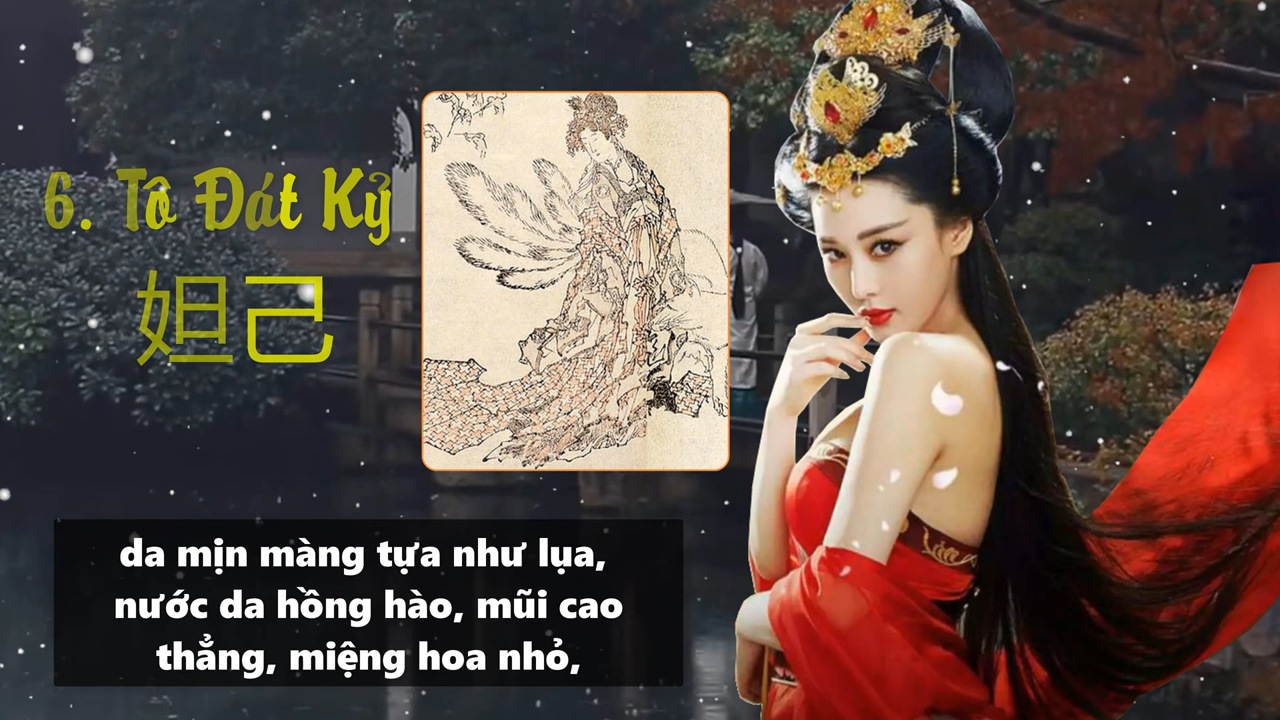 6. Tô Đát Kỷ
妲己
da mịn màng tựa như lụa,
nước da hồng hào, mũi cao
thẳng, miệng hoa nhỏ,